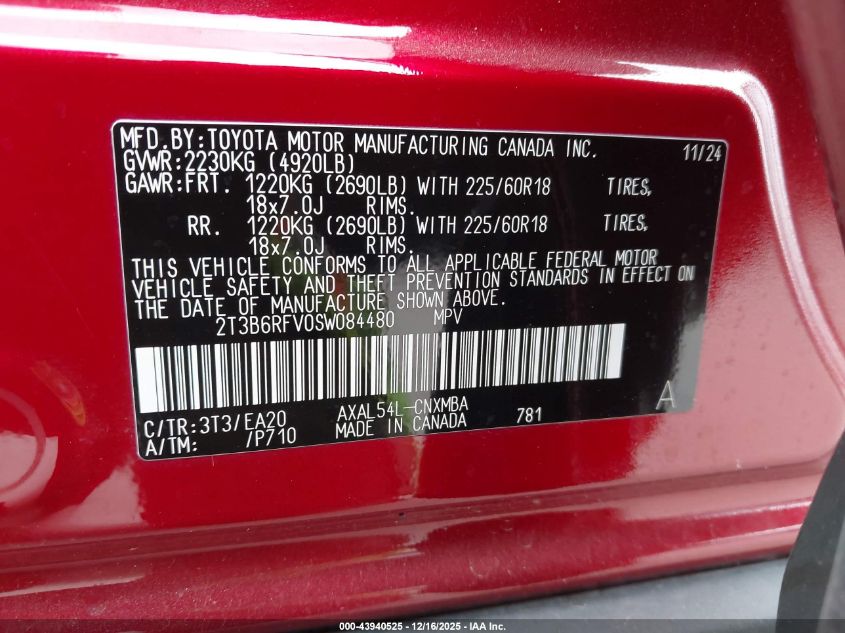 MFD.BY:TOYOTA MOTOR MANUFACTURING CANADA INC. 11/24
GVWR:2230KG (4920LB)
GAWR:FRT. 1220KG (2690LB) WITH 225/60R18 TIRES,
18x7.0J RIMS.
RR. 1220KG (2690LB) WITH 225/60R18 TIRES,
18x7.0J RIMS.
THIS VEHICLE CONFORMS TO ALL APPLICABLE FEDERAL MOTOR
VEHICLE SAFETY AND THEFT PREVENTION STANDARDS IN EFFECT ON
THE DATE OF MANUFACTURE SHOWN ABOVE.
2T3B6RFV0SW084480 MPV
C/TR:3T3/EA20 AXAL54L-CNXMBA 781 A
A/TM: /P710 MADE IN CANADA
000-43940525 - 12/16/2025 - IAA Inc.